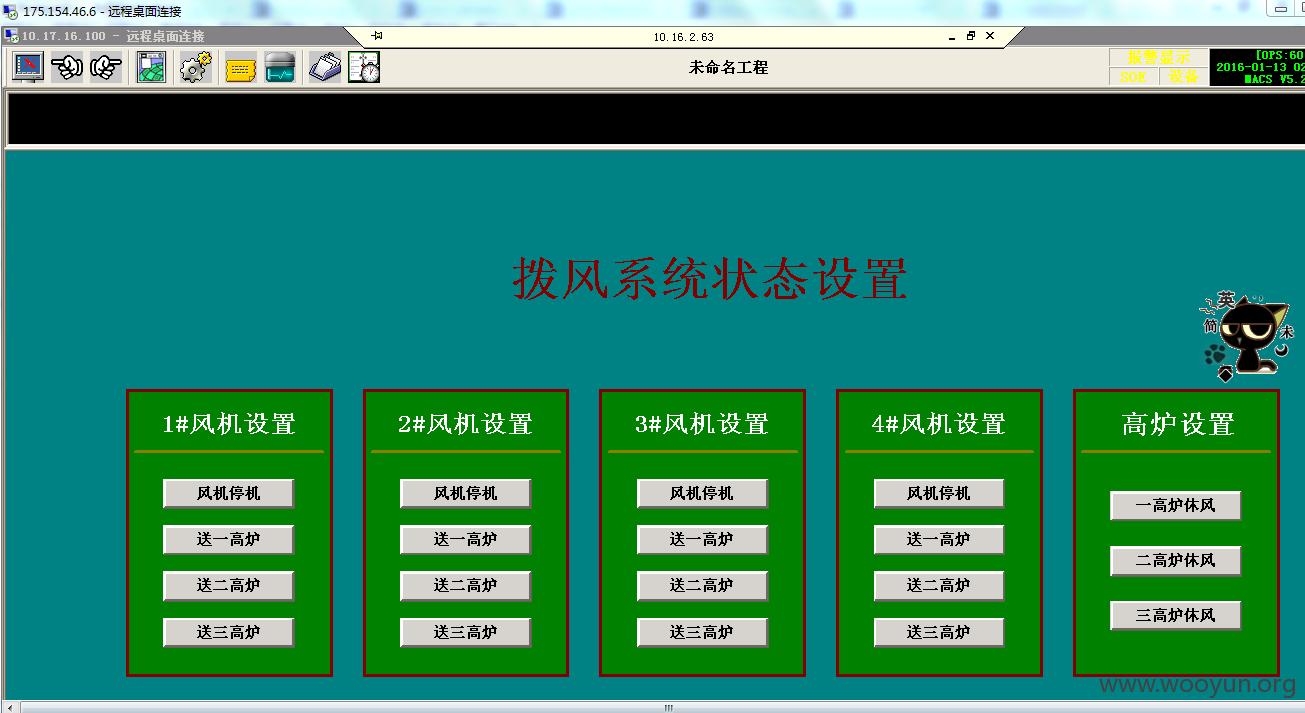 175.154.46.6 - 远程桌面连接
10.17.16.100 - 远程桌面连接
10.16.2.63
未命名工程
报警显示
SOE 设备
[OPS:60
2016-01-13 02
MACS V5.2
拨风系统状态设置
英
简
未
1#风机设置 2#风机设置 3#风机设置 4#风机设置 高炉设置
风机停机 风机停机 风机停机 风机停机 一高炉休风
送一高炉 送一高炉 送一高炉 送一高炉 二高炉休风
送二高炉 送二高炉 送二高炉 送二高炉 三高炉休风
送三高炉 送三高炉 送三高炉 送三高炉
www.wooyun.org